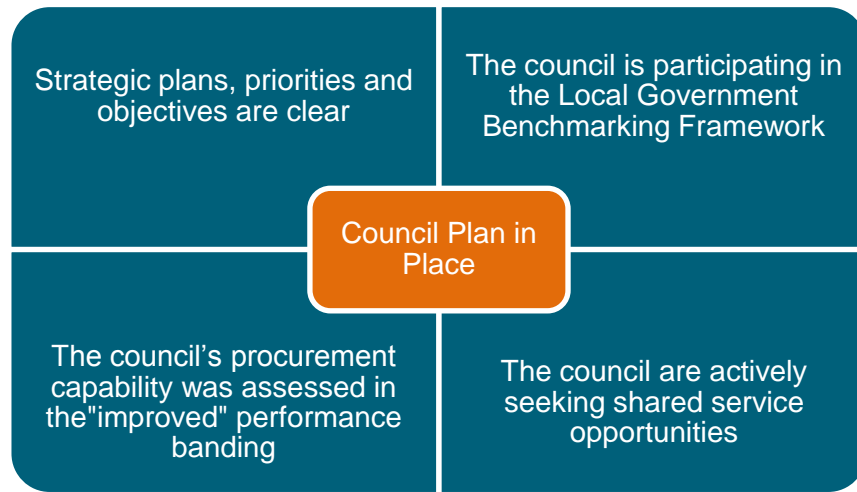 Strategic plans, priorities and
objectives are clear
The council is participating in
the Local Government
Benchmarking Framework
Council Plan in
Place
The council’s procurement
capability was assessed in
the"improved" performance
banding
The council are actively
seeking shared service
opportunities